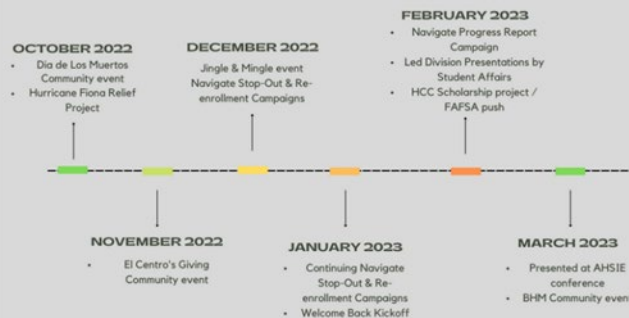 OCTOBER 2022
• Dia de Los Muertos
Community event
• Hurricane Fiona Relief
Project
DECEMBER 2022
Jingle & Mingle event
Navigate Stop-Out & Re-
enrollment Campaigns
FEBRUARY 2023
• Navigate Progress Report
Campaign
• Led Division Presentations by
Student Affairs
• HCC Scholarship project /
FAFSA push
NOVEMBER 2022
• El Centro's Giving
Community event
JANUARY 2023
• Continuing Navigate
Stop-Out & Re-
enrollment Campaigns
• Welcome Back Kickoff
MARCH 2023
• Presented at AHSIE
conference
• BHM Community event